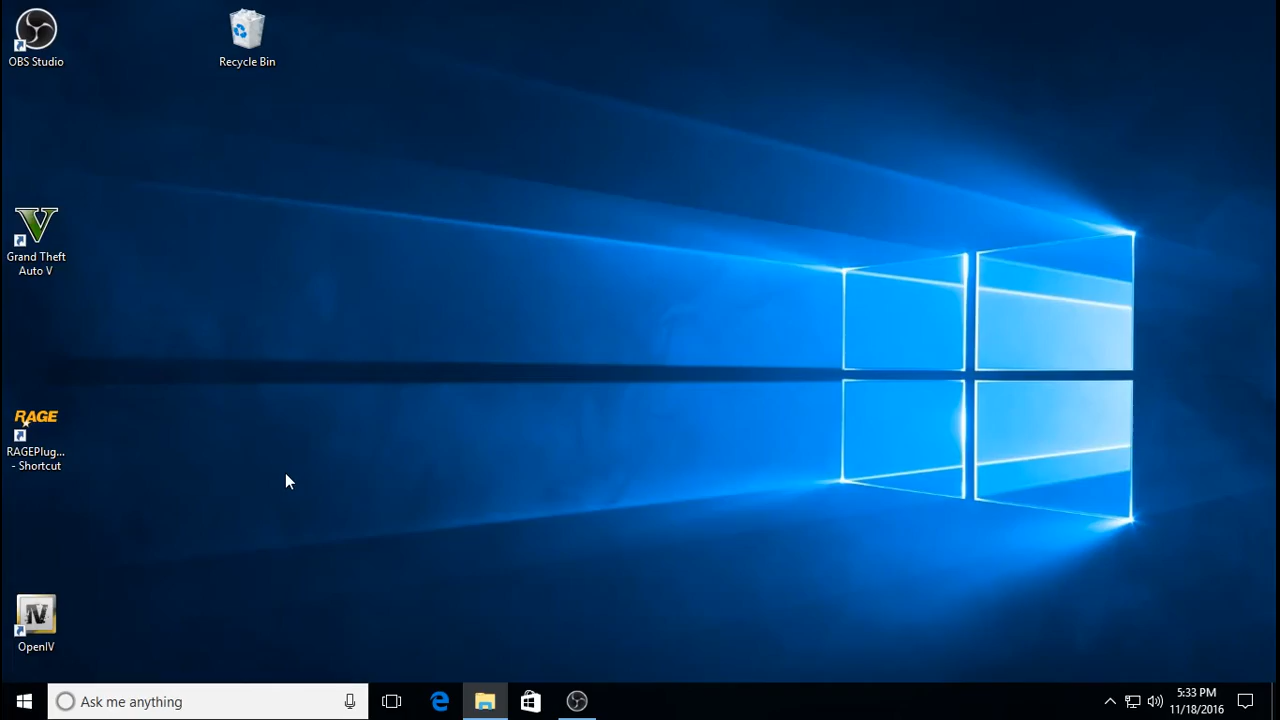 OBS Studio
Recycle Bin
Grand Theft
Auto V
RAGE
RAGEPlug...
- Shortcut
IV
OpenIV
Ask me anything
5:33 PM
11/18/2016